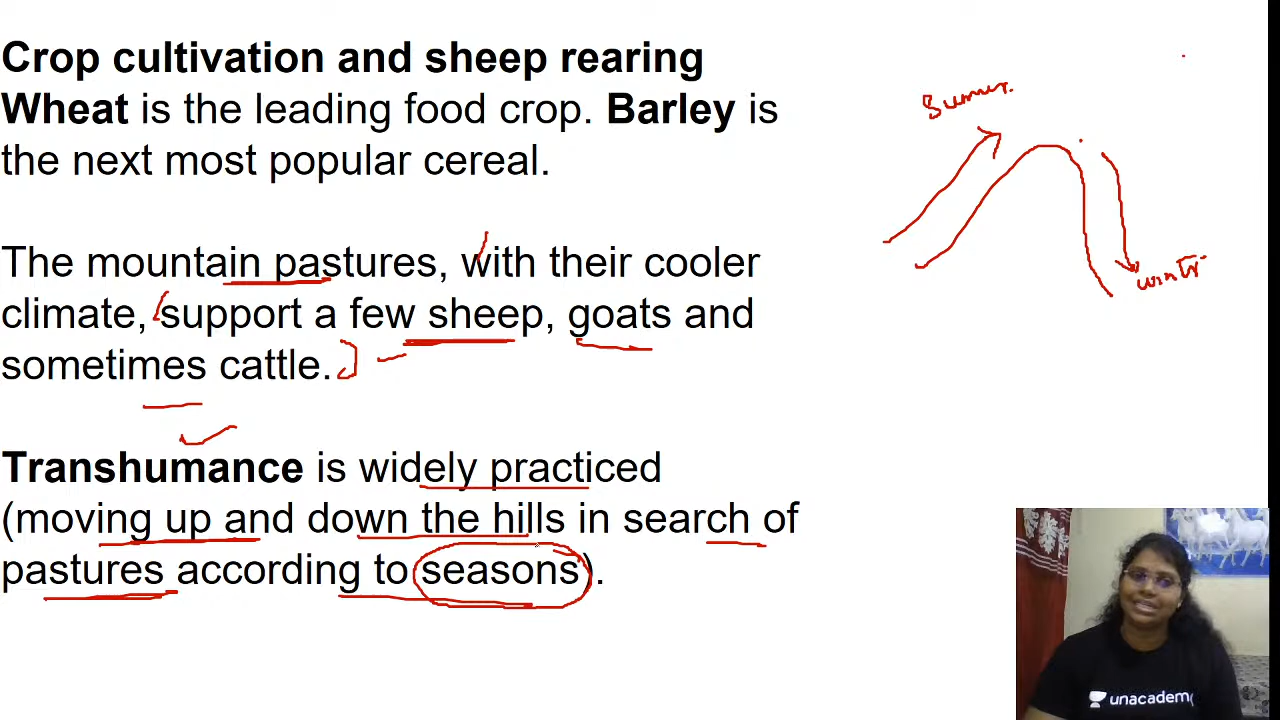 Crop cultivation and sheep rearing
Wheat is the leading food crop. Barley is
the next most popular cereal.
The mountain pastures, with their cooler
climate, support a few sheep, goats and
sometimes cattle.
Transhumance is widely practiced
(moving up and down the hills in search of
pastures according to seasons).
unacadem